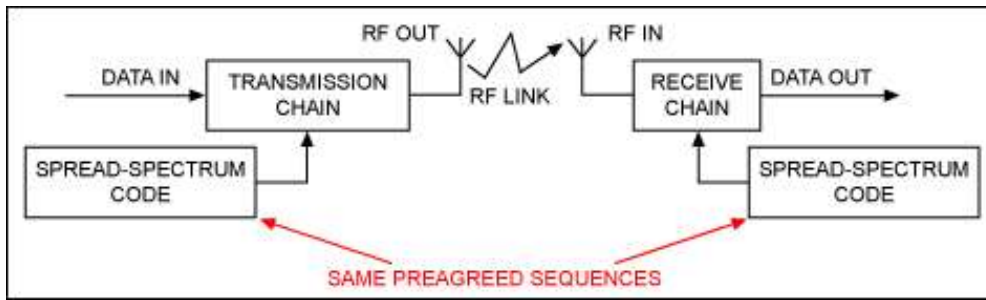 RF OUT
RF IN
DATA IN
TRANSMISSION
CHAIN
RF LINK
RECEIVE
CHAIN
DATA OUT
SPREAD-SPECTRUM
CODE
SPREAD-SPECTRUM
CODE
SAME PREAGREED SEQUENCES